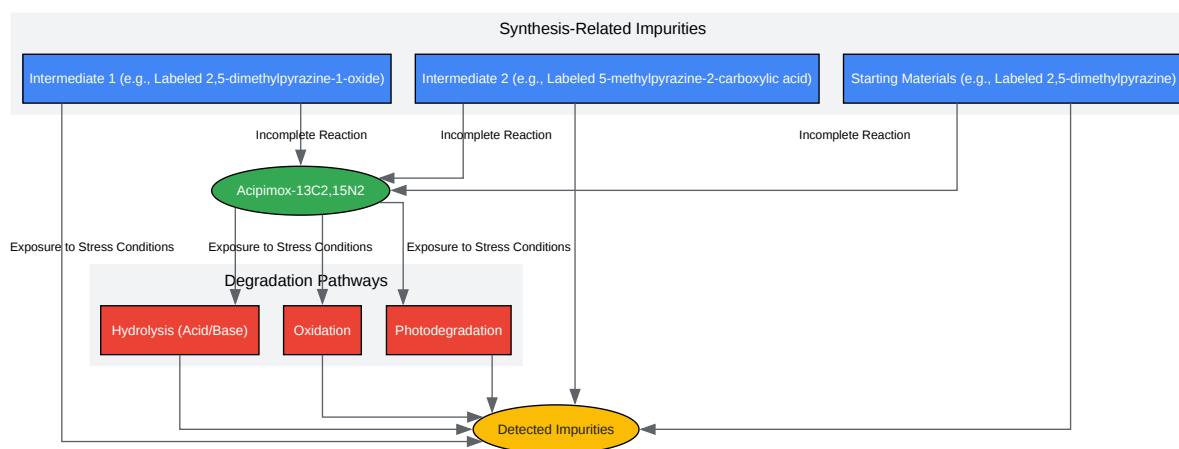 Synthesis-Related Impurities
Intermediate 1 (e.g., Labeled 2,5-dimethylpyrazine-1-oxide)
Intermediate 2 (e.g., Labeled 5-methylpyrazine-2-carboxylic acid)
Starting Materials (e.g., Labeled 2,5-dimethylpyrazine)
Incomplete Reaction
Incomplete Reaction
Incomplete Reaction
Acipimox-13C2,15N2
Exposure to Stress Conditions
Exposure to Stress Conditions
Exposure to Stress Conditions
Degradation Pathways
Hydrolysis (Acid/Base)
Oxidation
Photodegradation
Detected Impurities